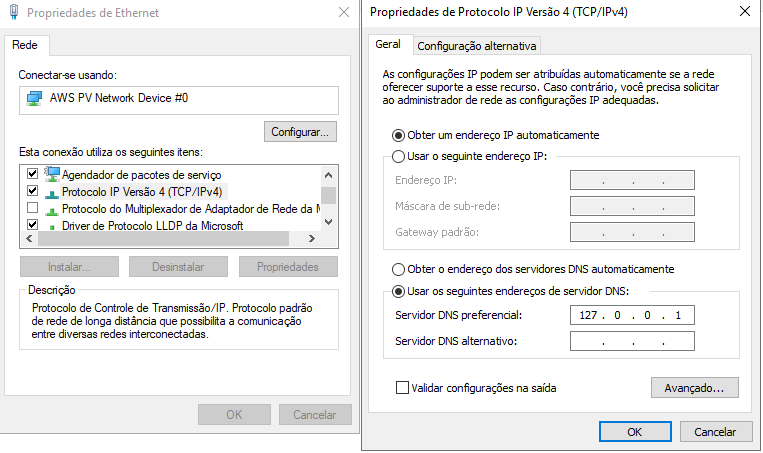 Propriedades de Ethernet
Rede
Conectar-se usando:
AWS PV Network Device #0
Configurar...
Esta conexão utiliza os seguintes itens:
Agendador de pacotes de serviço
Protocolo IP Versão 4 (TCP/IPv4)
Protocolo do Multiplexador de Adaptador de Rede da M
Driver de Protocolo LLDP da Microsoft
Instalar...
Desinstalar
Propriedades
Descrição
Protocolo de Controle de Transmissão/IP. Protocolo padrão
de rede de longa distância que possibilita a comunicação
entre diversas redes interconectadas.
OK
Cancelar
Propriedades de Protocolo IP Versão 4 (TCP/IPv4)
Geral
Configuração alternativa
As configurações IP podem ser atribuídas automaticamente se a rede
oferecer suporte a esse recurso. Caso contrário, você precisa solicitar
ao administrador de rede as configurações IP adequadas.
Obter um endereço IP automaticamente
Usar o seguinte endereço IP:
Endereço IP:
. . .
Máscara de sub-rede:
. . .
Gateway padrão:
. . .
Obter o endereço dos servidores DNS automaticamente
Usar os seguintes endereços de servidor DNS:
Servidor DNS preferencial:
127 . 0 . 0 . 1
Servidor DNS alternativo:
. . .
Validar configurações na saída
Avançado...
OK
Cancelar